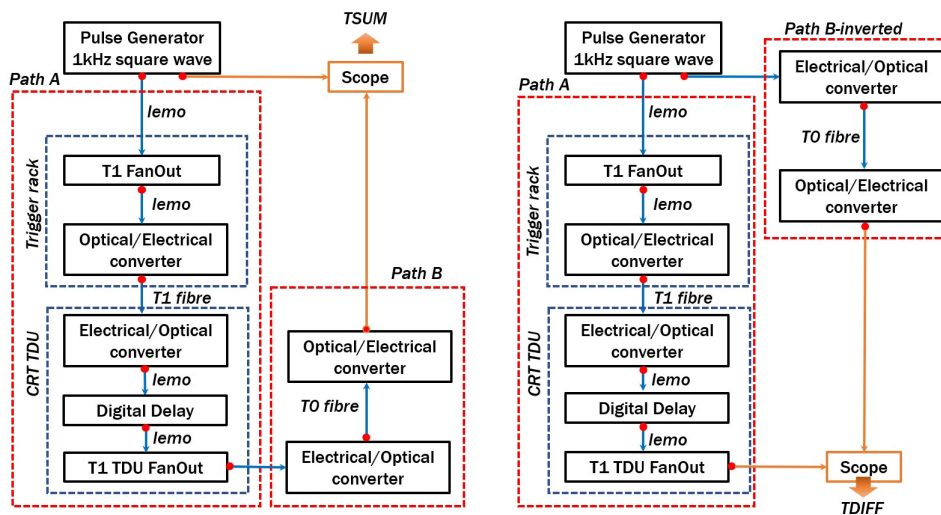 TSUM
Pulse Generator
1kHz square wave
Scope
Path A
lemo
Trigger rack
T1 FanOut
lemo
Optical/Electrical
converter
T1 fibre
CRT TDU
Electrical/Optical
converter
lemo
Digital Delay
lemo
T1 TDU FanOut
Path B
Optical/Electrical
converter
T0 fibre
Electrical/Optical
converter
Pulse Generator
1kHz square wave
Path B-inverted
Electrical/Optical
converter
T0 fibre
Optical/Electrical
converter
Path A
lemo
Trigger rack
T1 FanOut
lemo
Optical/Electrical
converter
T1 fibre
CRT TDU
Electrical/Optical
converter
lemo
Digital Delay
lemo
T1 TDU FanOut
Scope
TDIFF